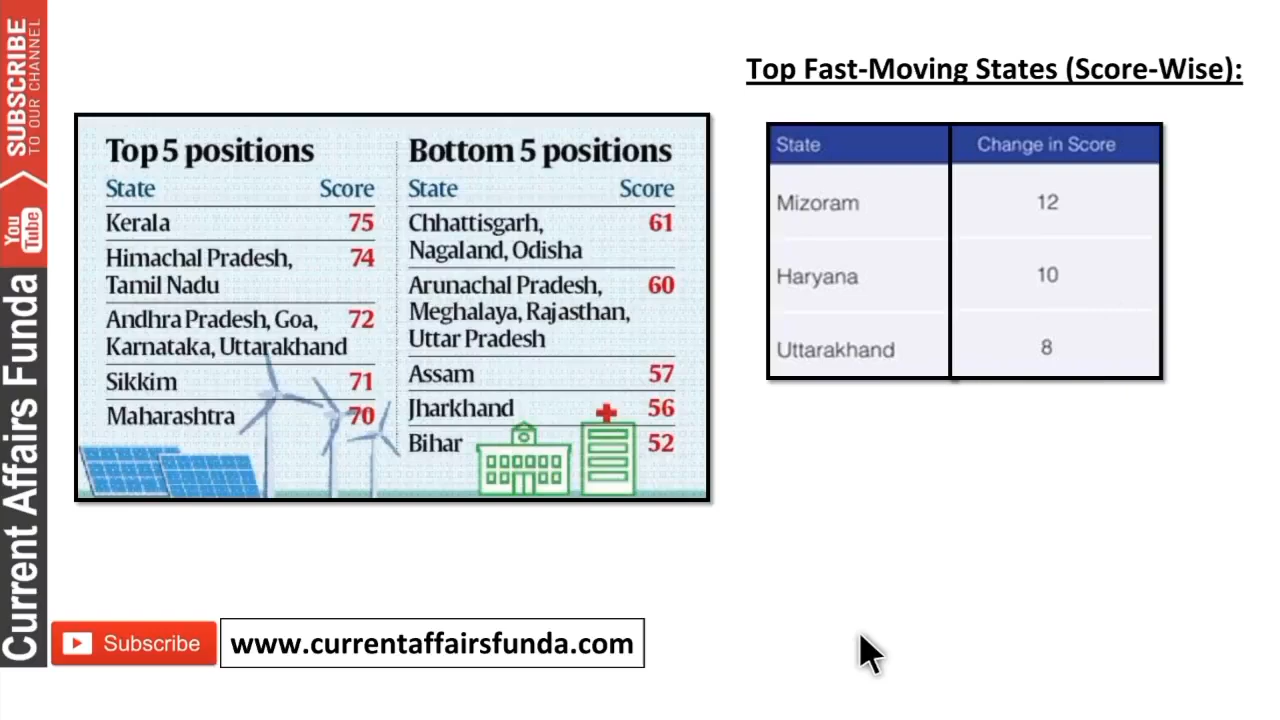 SUBSCRIBE
TO OUR CHANNEL
You
Tube
Current Affairs Funda
Top Fast-Moving States (Score-Wise):
Top 5 positions
State Score
Kerala 75
Himachal Pradesh, 74
Tamil Nadu
Andhra Pradesh, Goa, 72
Karnataka, Uttarakhand
Sikkim 71
Maharashtra 70
Bottom 5 positions
State Score
Chhattisgarh, 61
Nagaland, Odisha
Arunachal Pradesh, 60
Meghalaya, Rajasthan,
Uttar Pradesh
Assam 57
Jharkhand 56
Bihar 52
State Change in Score
Mizoram 12
Haryana 10
Uttarakhand 8
Subscribe
www.currentaffairsfunda.com